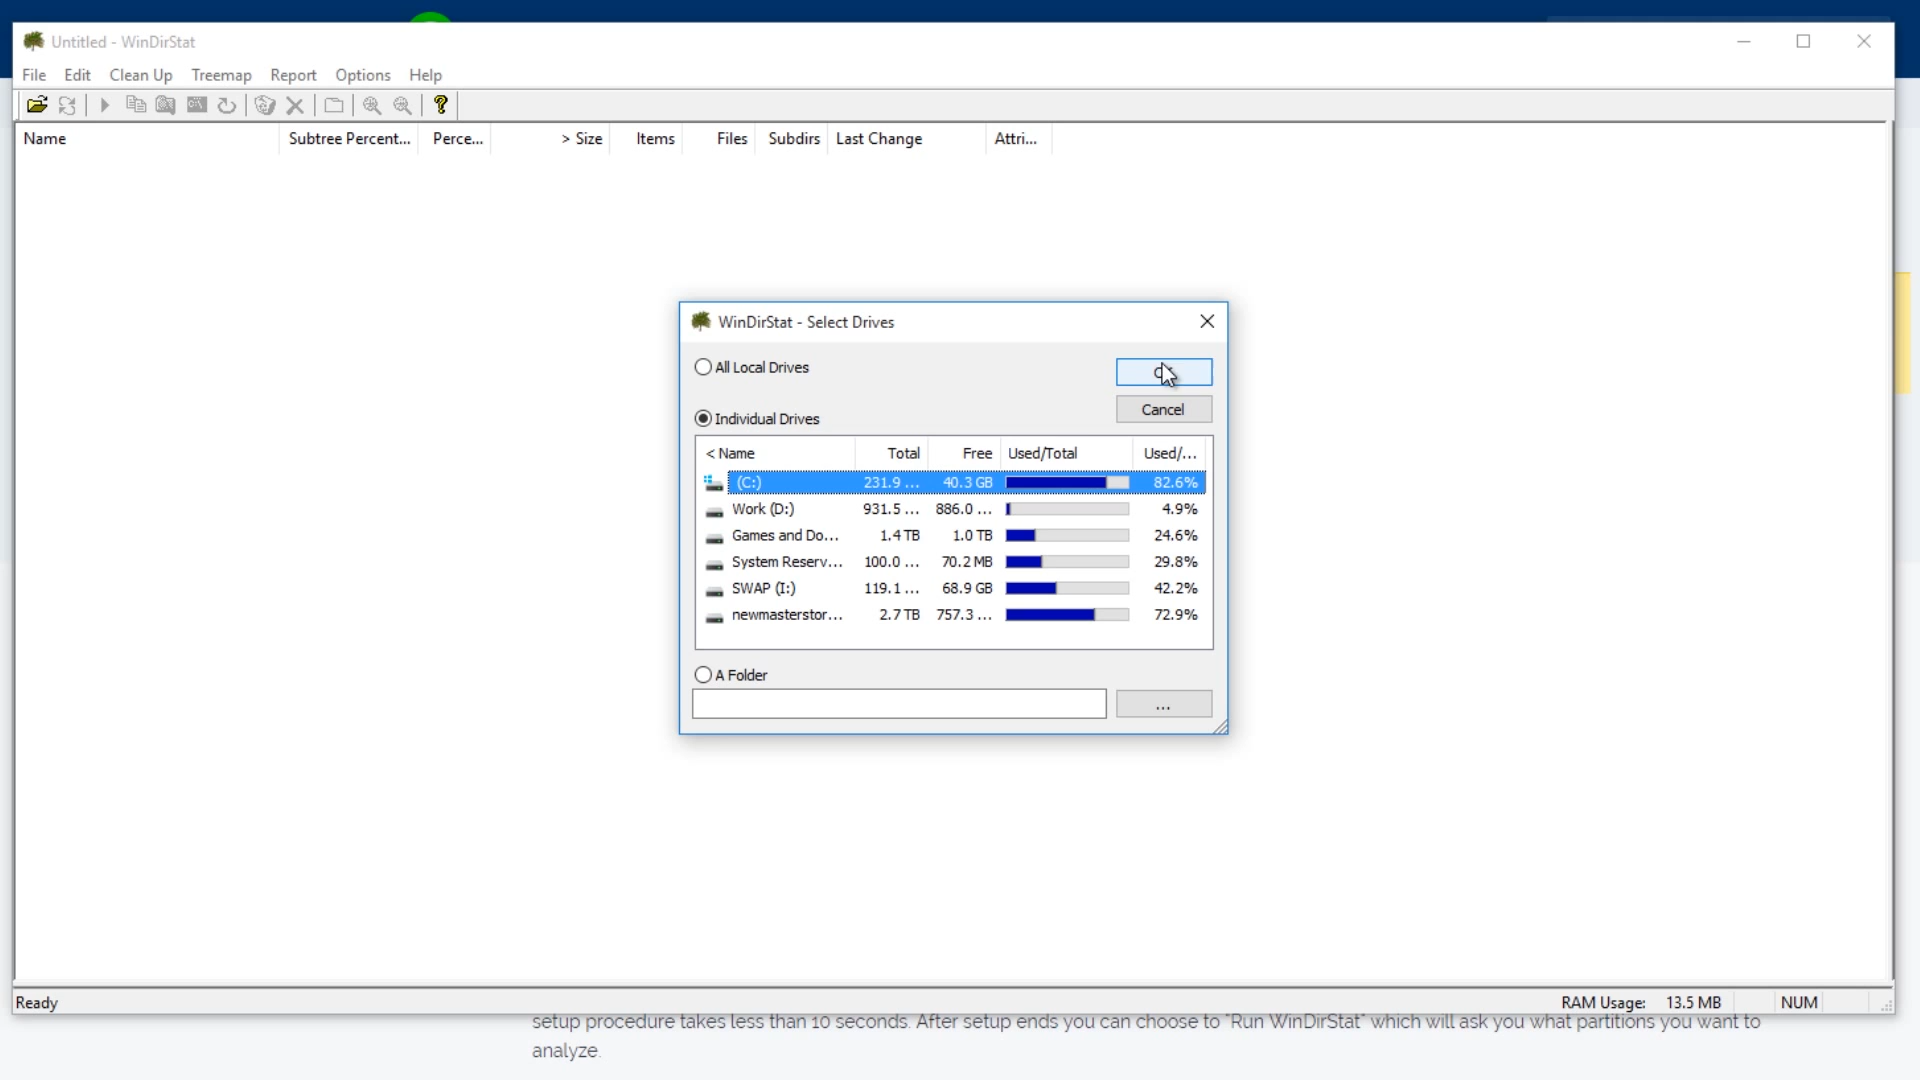 Untitled - WinDirStat
File Edit Clean Up Treemap Report Options Help
Name Subtree Percent... Perce... > Size Items Files Subdirs Last Change Attri...
WinDirStat - Select Drives
All Local Drives
Cancel
Individual Drives
< Name Total Free Used/Total Used/...
(C:) 231.9 ... 40.3 GB 82.6%
Work (D:) 931.5 ... 886.0 ... 4.9%
Games and Do... 1.4 TB 1.0 TB 24.6%
System Reserv... 100.0 ... 70.2 MB 29.8%
SWAP (I:) 119.1 ... 68.9 GB 42.2%
newmasterstor... 2.7 TB 757.3 ... 72.9%
A Folder
...
Ready RAM Usage: 13.5 MB NUM
setup procedure takes less than 10 seconds. After setup ends you can choose to "Run WinDirStat" which will ask you what partitions you want to
analyze.